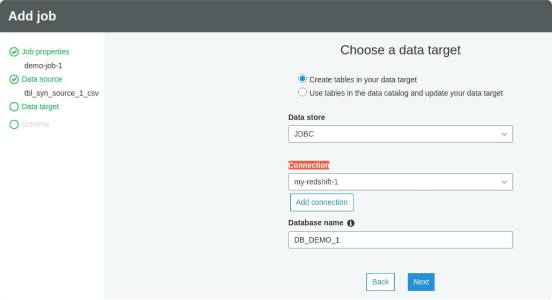 Add job
Job properties
demo-job-1
Data source
tbl_syn_source_1_csv
Data target
Schema
Choose a data target
Create tables in your data target
Use tables in the data catalog and update your data target
Data store
JDBC
Connection
my-redshift-1
Add connection
Database name
DB_DEMO_1
Back
Next